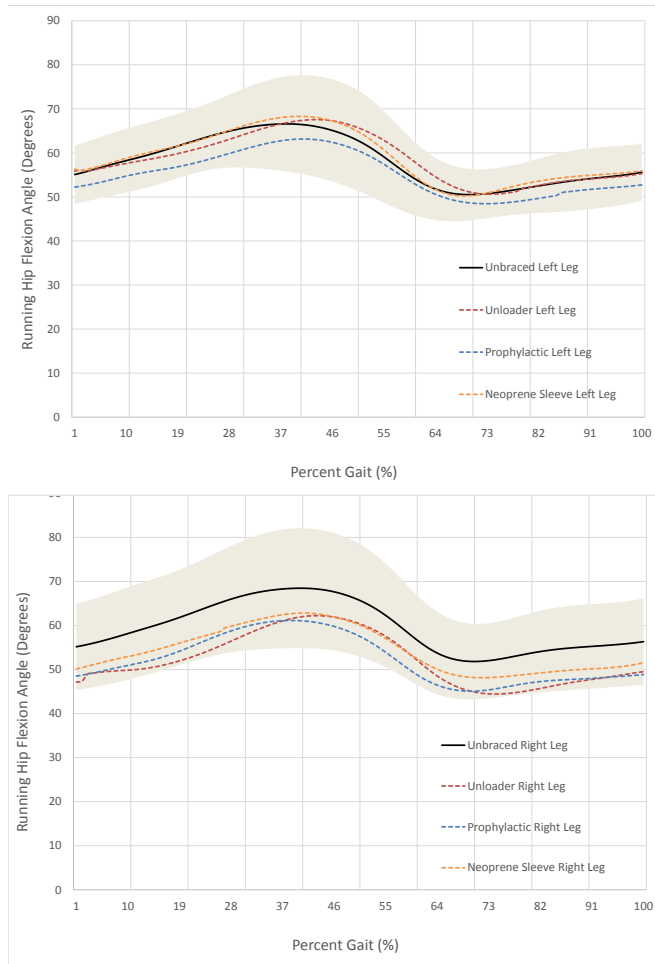 90
80
70
60
50
40
30
20
10
0
Running Hip Flexion Angle (Degrees)
Unbraced Left Leg
Unloader Left Leg
Prophylactic Left Leg
Neoprene Sleeve Left Leg
1 10 19 28 37 46 55 64 73 82 91 100
Percent Gait (%)
90
80
70
60
50
40
30
20
10
0
Running Hip Flexion Angle (Degrees)
Unbraced Right Leg
Unloader Right Leg
Prophylactic Right Leg
Neoprene Sleeve Right Leg
1 10 19 28 37 46 55 64 73 82 91 100
Percent Gait (%)